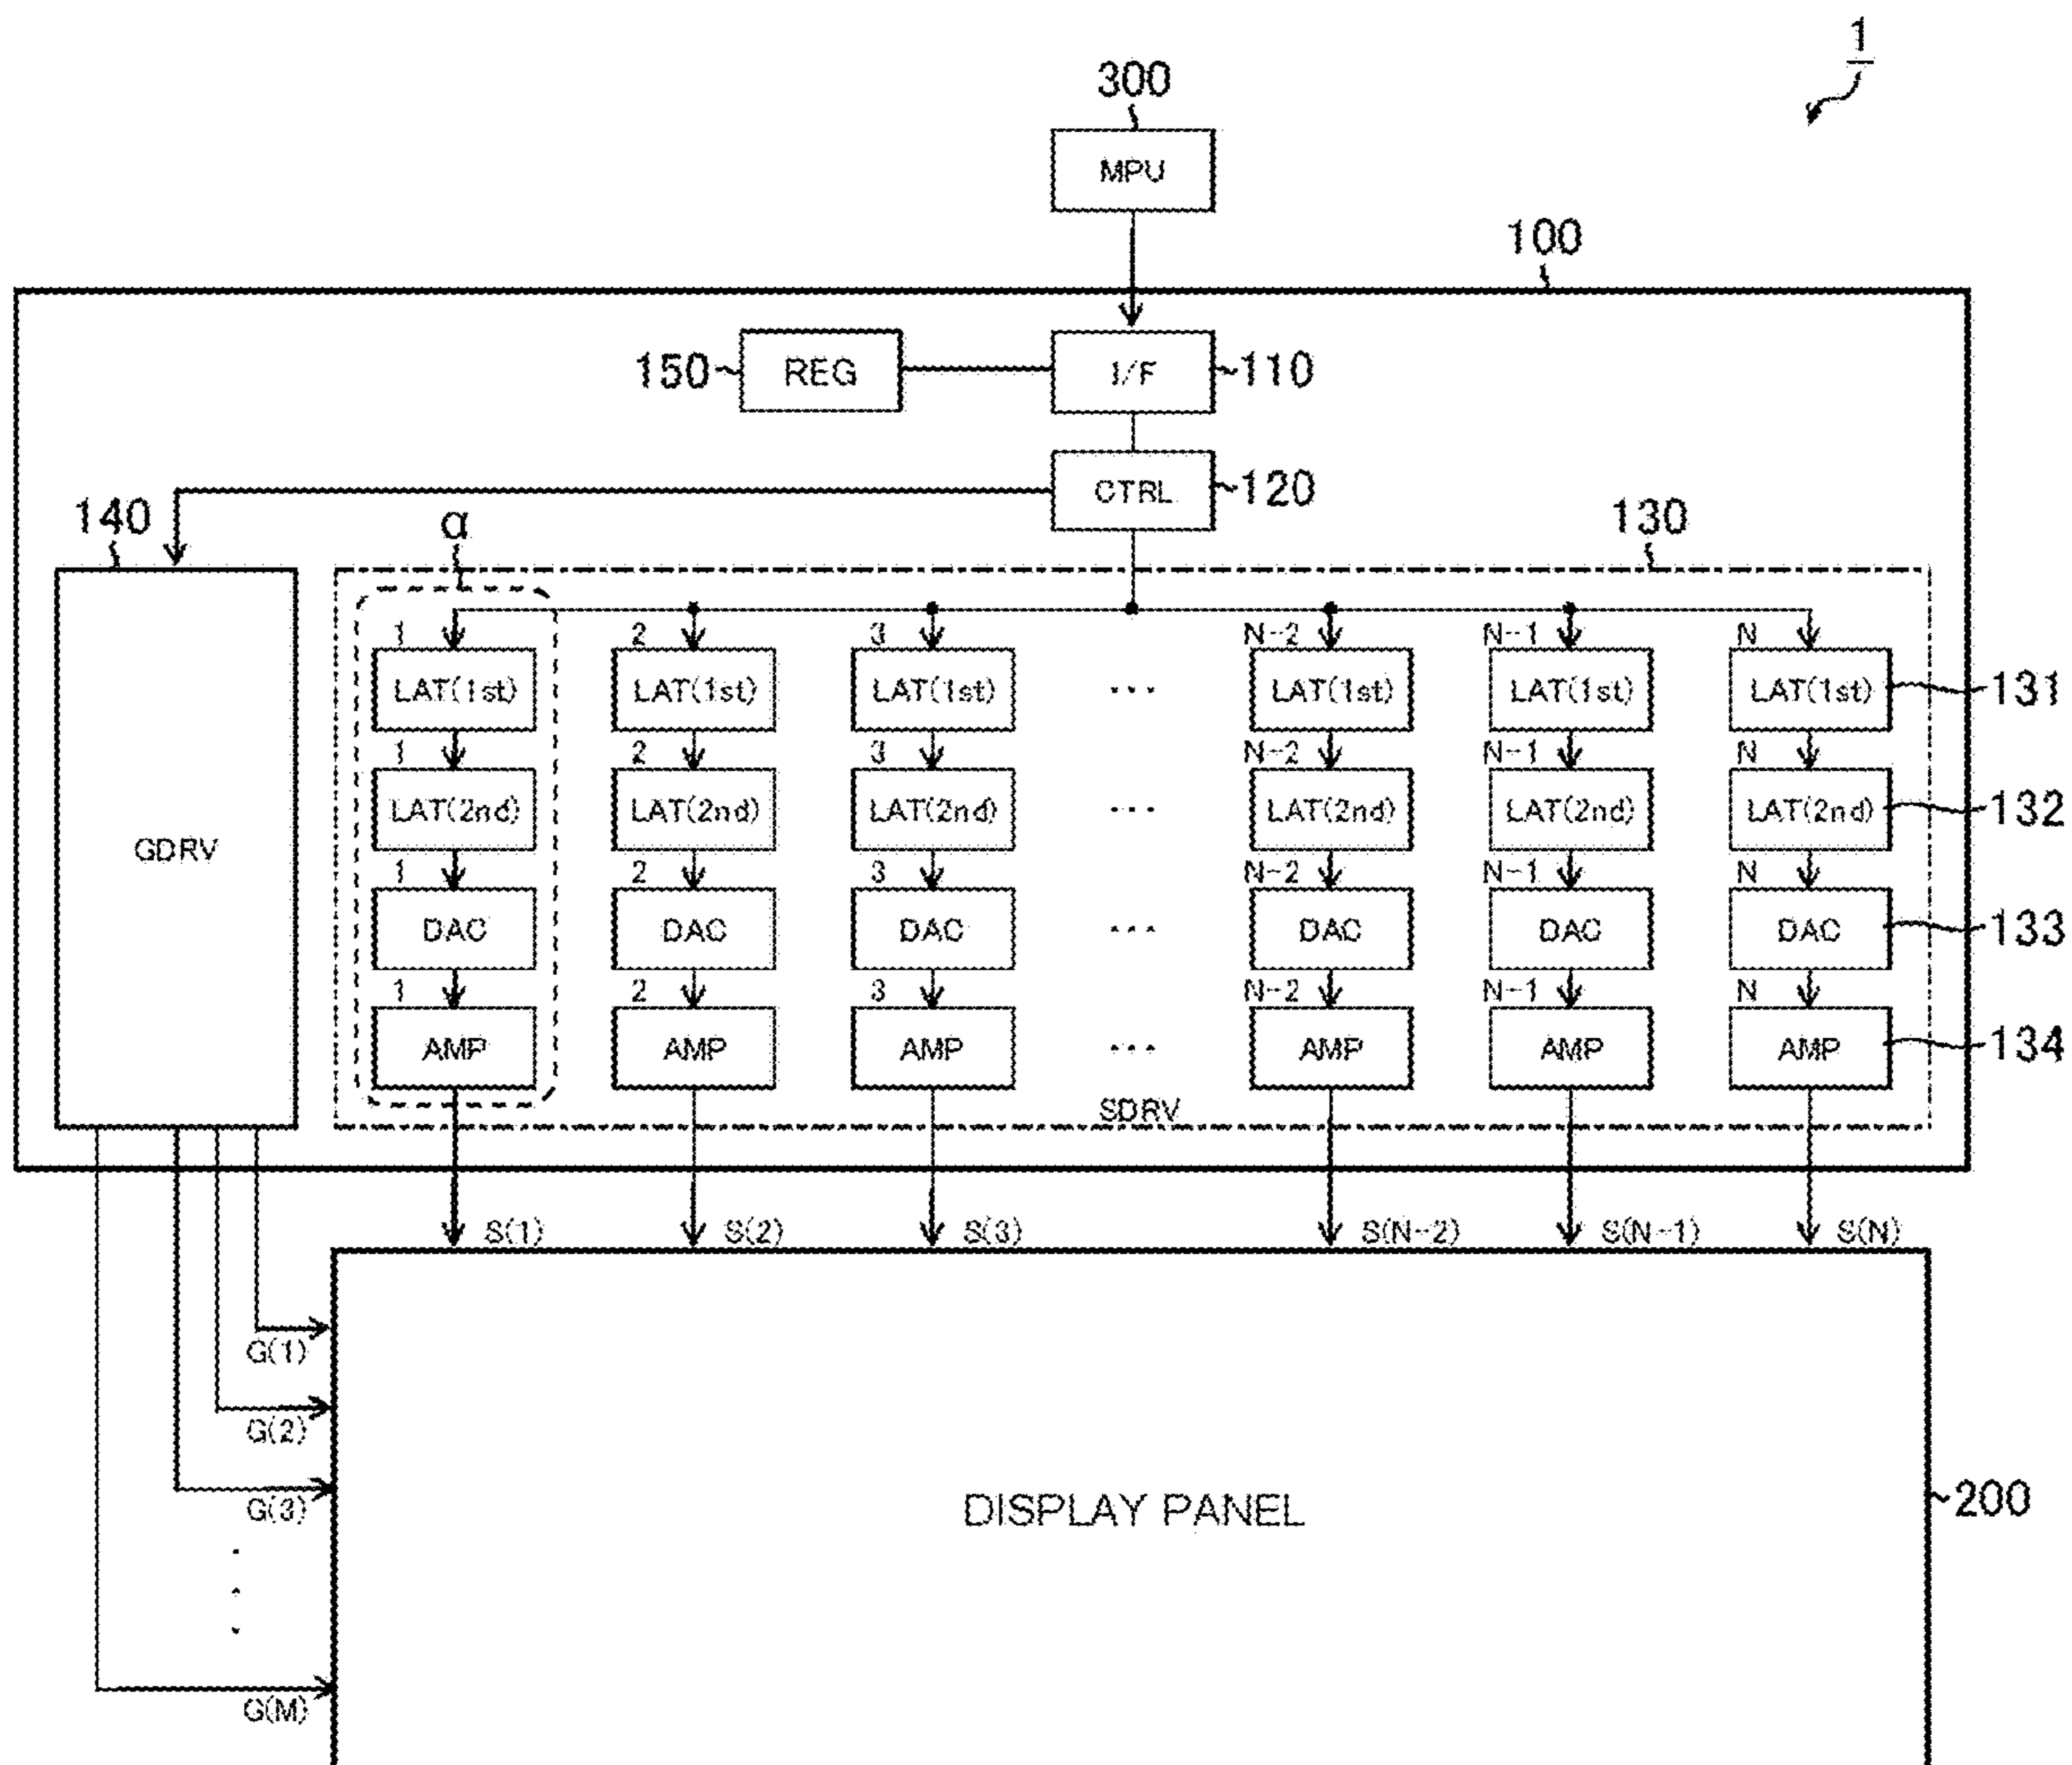 1
300
MPU
100
150
REG
I/F
110
CTRL
120
140
α
130
1 2 3 N-2 N-1 N
LAT(1st) LAT(1st) LAT(1st) ... LAT(1st) LAT(1st) LAT(1st) 131
1 2 3 N-2 N-1 N
LAT(2nd) LAT(2nd) LAT(2nd) ... LAT(2nd) LAT(2nd) LAT(2nd) 132
GDRV
1 2 3 N-2 N-1 N
DAC DAC DAC ... DAC DAC DAC 133
1 2 3 N-2 N-1 N
AMP AMP AMP ... AMP AMP AMP 134
SDRV
S(1) S(2) S(3) S(N-2) S(N-1) S(N)
G(1)
G(2)
G(3)
DISPLAY PANEL
200
G(M)